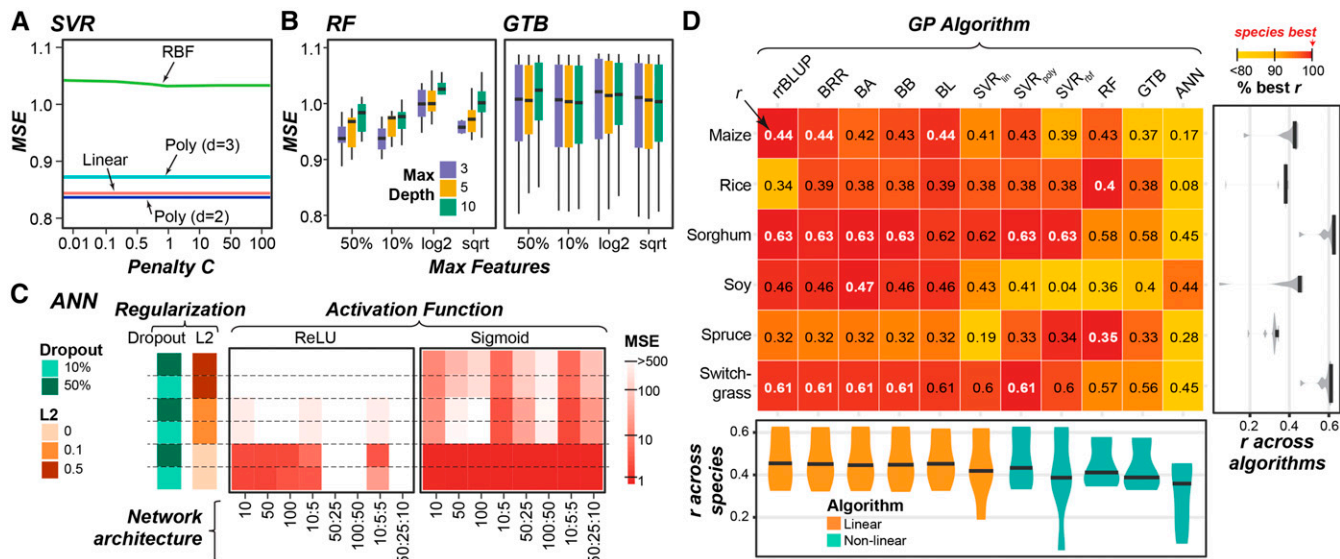 A SVR
1.1
1.0
0.9
0.8
MSE
RBF
Poly (d=3)
Linear
Poly (d=2)
0.01 0.1 0.5 1 10 50 100
Penalty C
B RF GTB
1.1
1.0
0.9
0.8
MSE
Max Depth
3
5
10
50% 10% log2 sqrt 50% 10% log2 sqrt
Max Features
C ANN
Regularization Activation Function
Dropout L2 ReLU Sigmoid
Dropout
10%
50%
L2
0
0.1
0.5
MSE
>500
100
10
1
Network architecture
10 50 100 10:5 50:25 100:50 10:5:5 50:25:10 10 50 100 10:5 50:25 100:50 10:5:5 50:25:10
D GP Algorithm
species best
<80 90 100
% best r
r
rrBLUP BRR BA BB BL SVR lin SVR poly SVR rbf RF GTB ANN
Maize 0.44 0.44 0.42 0.43 0.44 0.41 0.43 0.39 0.43 0.37 0.17
Rice 0.34 0.39 0.38 0.38 0.39 0.38 0.38 0.38 0.4 0.38 0.08
Sorghum 0.63 0.63 0.63 0.63 0.62 0.62 0.63 0.63 0.58 0.58 0.45
Soy 0.46 0.46 0.47 0.46 0.46 0.43 0.41 0.04 0.36 0.4 0.44
Spruce 0.32 0.32 0.32 0.32 0.32 0.19 0.33 0.34 0.35 0.33 0.28
Switch-
grass 0.61 0.61 0.61 0.61 0.61 0.6 0.61 0.6 0.57 0.56 0.45
0.2 0.4 0.6
r across
algorithms
r across
species
0.6
0.4
0.2
Algorithm
Linear
Non-linear